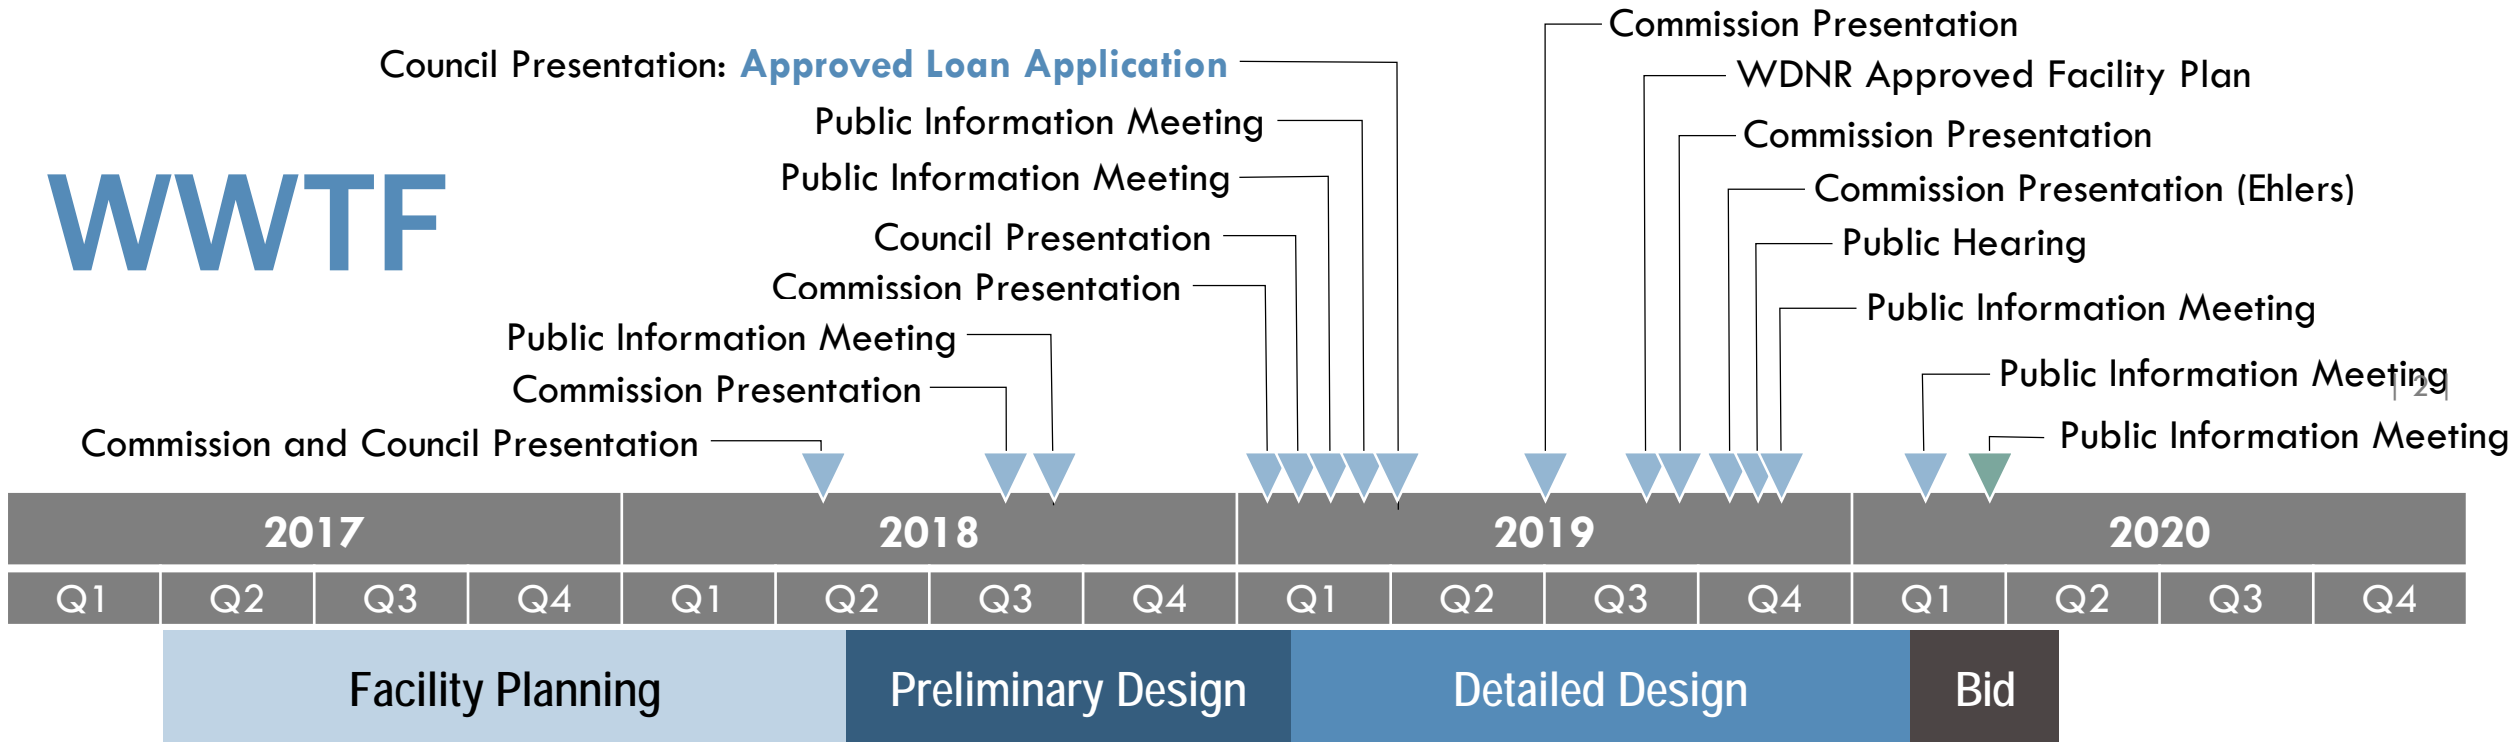 Commission Presentation
Council Presentation: Approved Loan Application
WDNR Approved Facility Plan
Public Information Meeting
Commission Presentation
WWTF
Public Information Meeting
Commission Presentation (Ehlers)
Council Presentation
Public Hearing
Commission Presentation
Public Information Meeting
Public Information Meeting
Public Information Meeting
| 2 |
Commission Presentation
Commission and Council Presentation
Public Information Meeting
2017 2018 2019 2020
Q1 Q2 Q3 Q4 Q1 Q2 Q3 Q4 Q1 Q2 Q3 Q4 Q1 Q2 Q3 Q4
Facility Planning Preliminary Design Detailed Design Bid